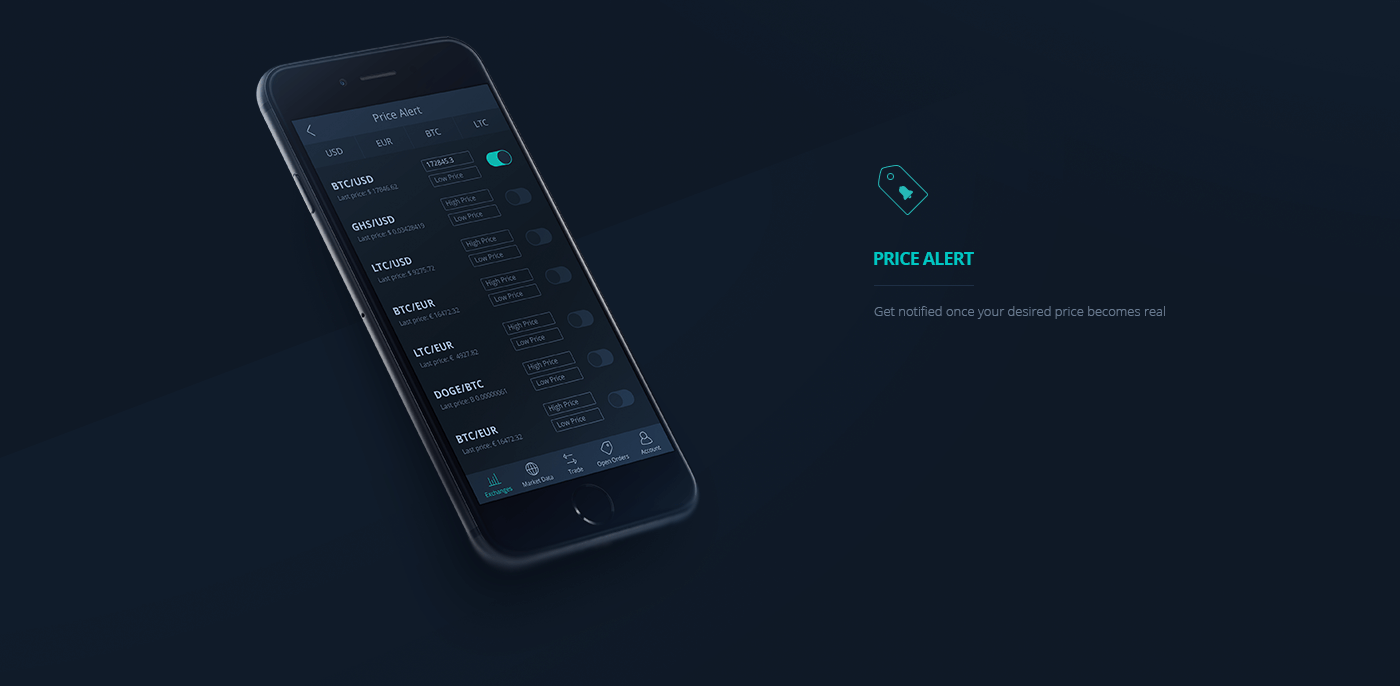 Price Alert
USD EUR BTC LTC
BTC/USD
Last price: $ 17846.62
172845.3
Low Price
GHS/USD
Last price: $ 0.03428419
High Price
Low Price
LTC/USD
Last price: $ 9275.72
High Price
Low Price
BTC/EUR
Last price: € 16472.32
High Price
Low Price
LTC/EUR
Last price: € 4927.82
High Price
Low Price
DOGE/BTC
Last price: B 0.00000061
High Price
Low Price
BTC/EUR
Last price: € 16472.32
High Price
Low Price
Exchanges Market Data Trade Open Orders Account
PRICE ALERT
Get notified once your desired price becomes real